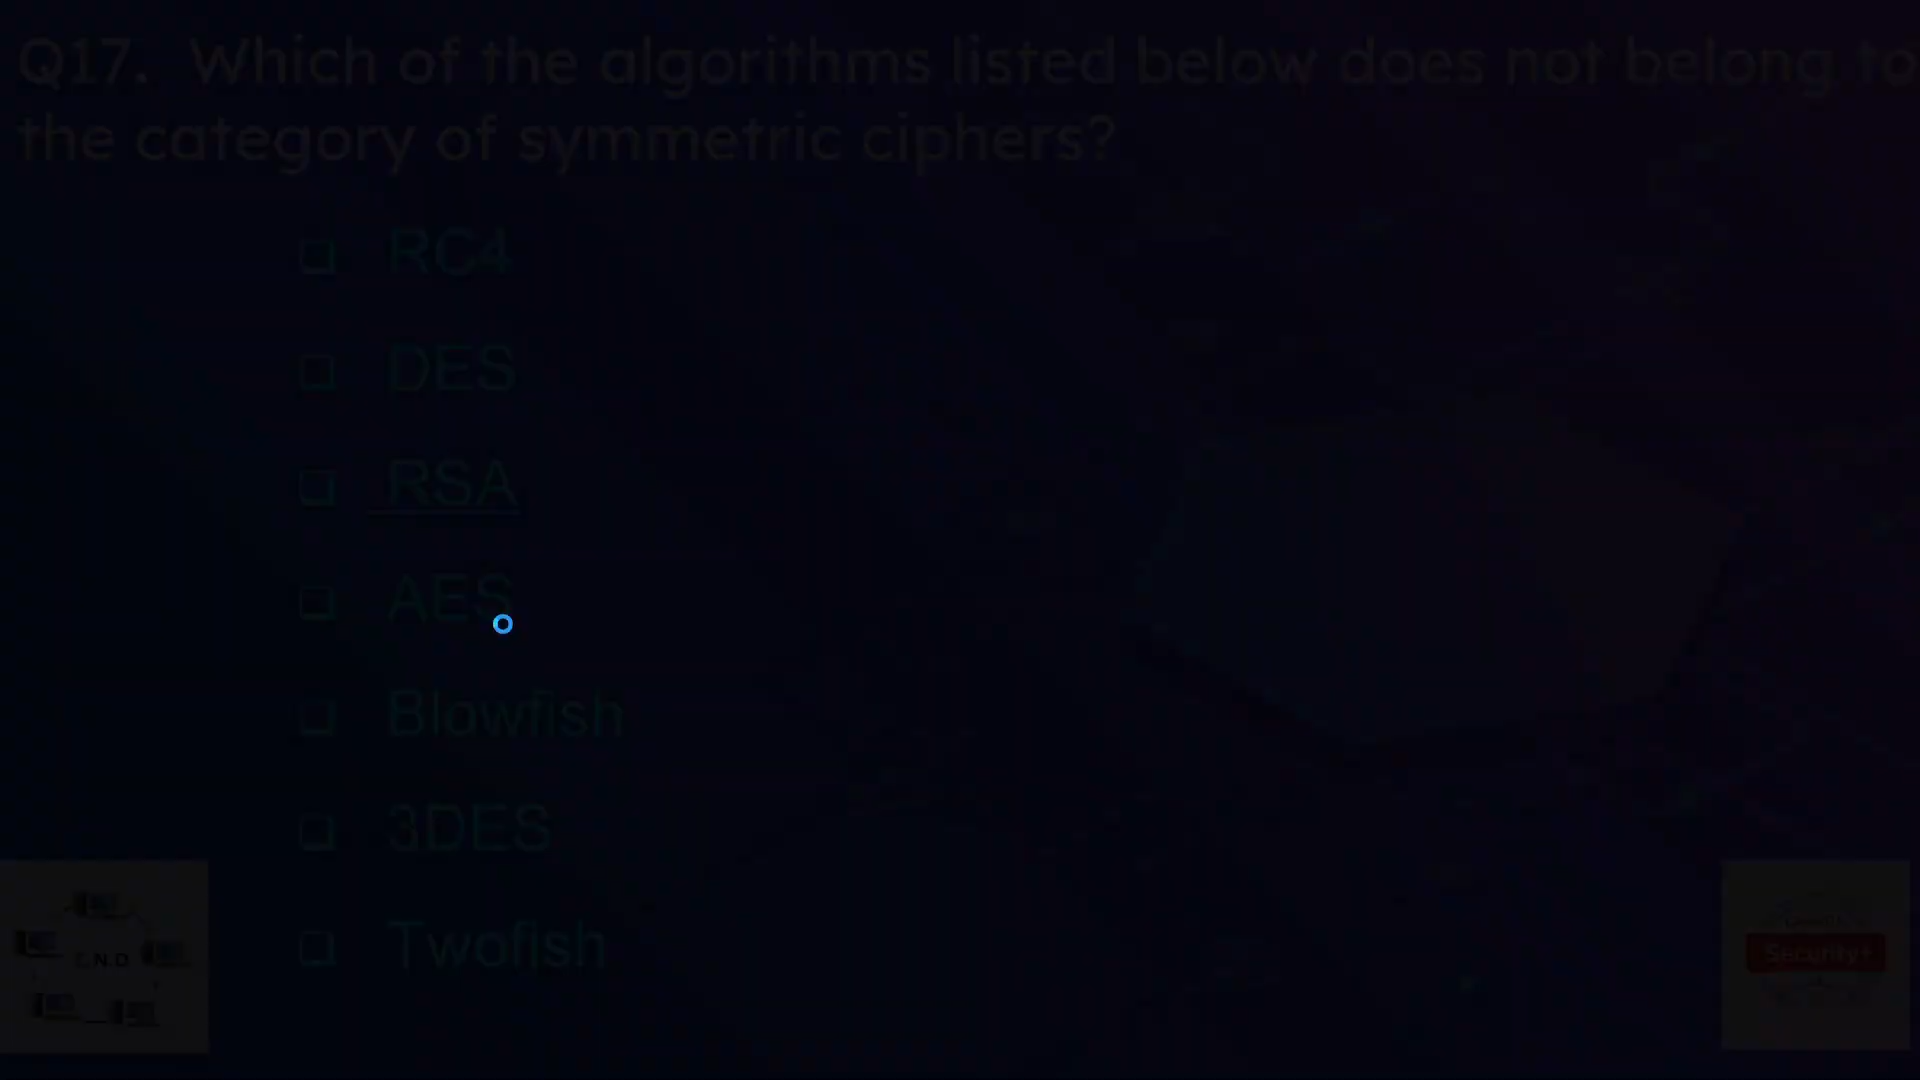 Q17. Which of the algorithms listed below does not belong to
the category of symmetric ciphers?
RC4
DES
RSA
AES
Blowfish
3DES
Twofish
Security+